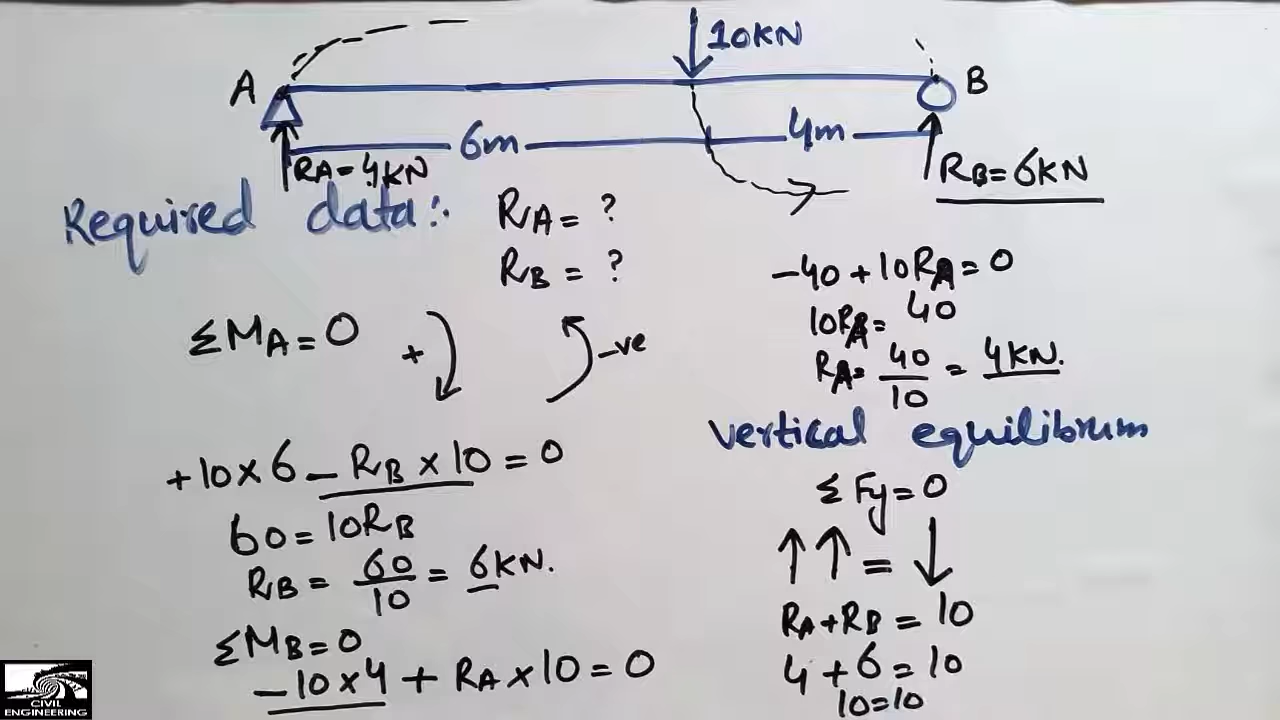 10KN
A
B
6m
4m
RA=4KN
RB=6KN
Required data:.
RA= ?
RB = ?
ΣMA=0
+
-ve
+10×6-RB×10=0
60=10RB
RB = 60/10 = 6KN.
ΣMB=0
-10×4+RA×10=0
-40+10RA=0
10RA= 40
RA= 40/10 = 4KN.
vertical equilibrum
ΣFy=0
↑↑=↓
RA+RB=10
4+6=10
10=10
CIVIL
ENGINEERING